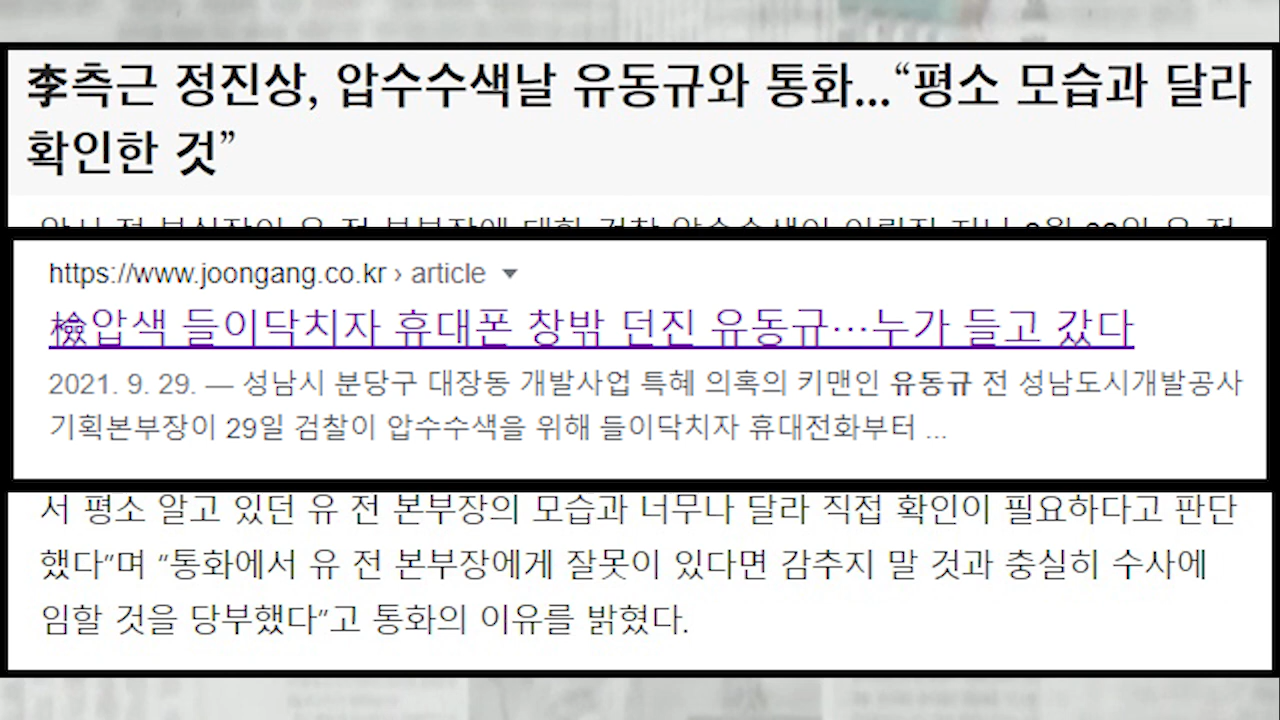 李측근 정진상, 압수수색날 유동규와 통화...“평소 모습과 달라
확인한 것”
https://www.joongang.co.kr › article
檢압색 들이닥치자 휴대폰 창밖 던진 유동규…누가 들고 갔다
2021. 9. 29. — 성남시 분당구 대장동 개발사업 특혜 의혹의 키맨인 유동규 전 성남도시개발공사
기획본부장이 29일 검찰이 압수수색을 위해 들이닥치자 휴대전화부터 ...
서 평소 알고 있던 유 전 본부장의 모습과 너무나 달라 직접 확인이 필요하다고 판단
했다”며 “통화에서 유 전 본부장에게 잘못이 있다면 감추지 말 것과 충실히 수사에
임할 것을 당부했다”고 통화의 이유를 밝혔다.